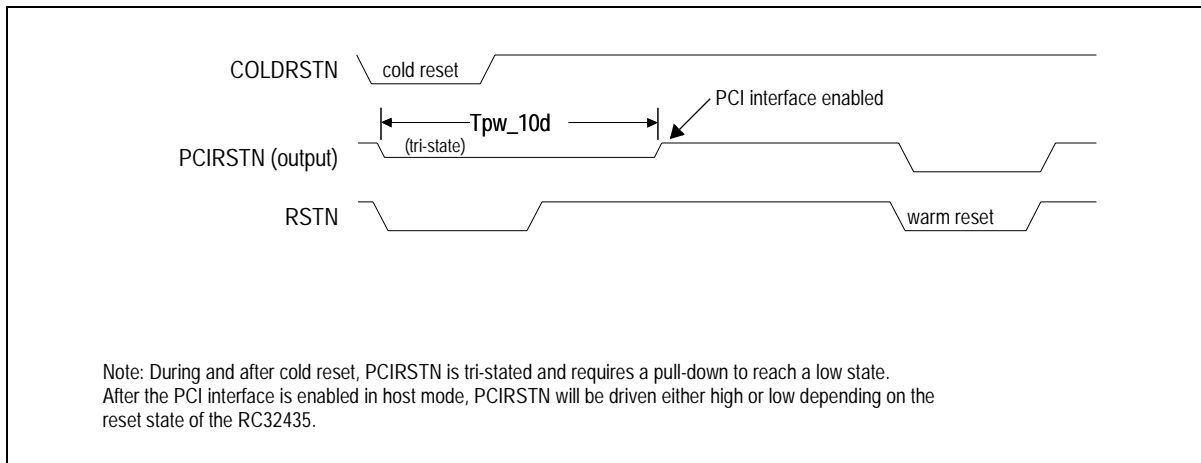 COLDRSTN
cold reset
PCI interface enabled
Tpw_10d
PCIRSTN (output)
(tri-state)
RSTN
warm reset
Note: During and after cold reset, PCIRSTN is tri-stated and requires a pull-down to reach a low state.
After the PCI interface is enabled in host mode, PCIRSTN will be driven either high or low depending on the
reset state of the RC32435.